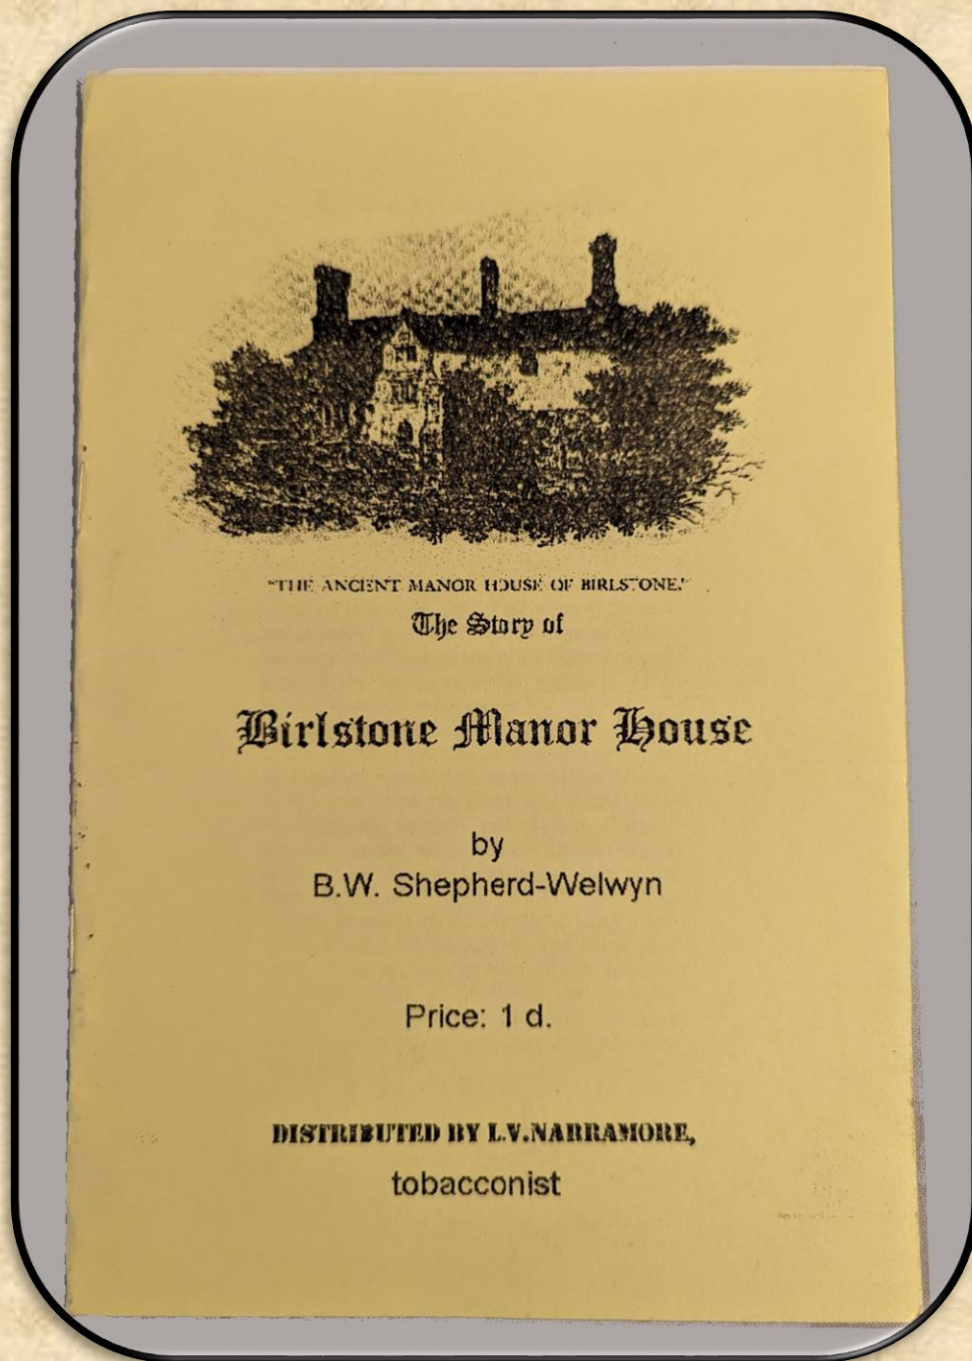 "THE ANCIENT MANOR HOUSE OF BIRLSTONE."
The Story of
Birlstone Manor House
by
B.W. Shepherd-Welwyn
Price: 1 d.
DISTRIBUTED BY L.V.NARRAMORE,
tobacconist